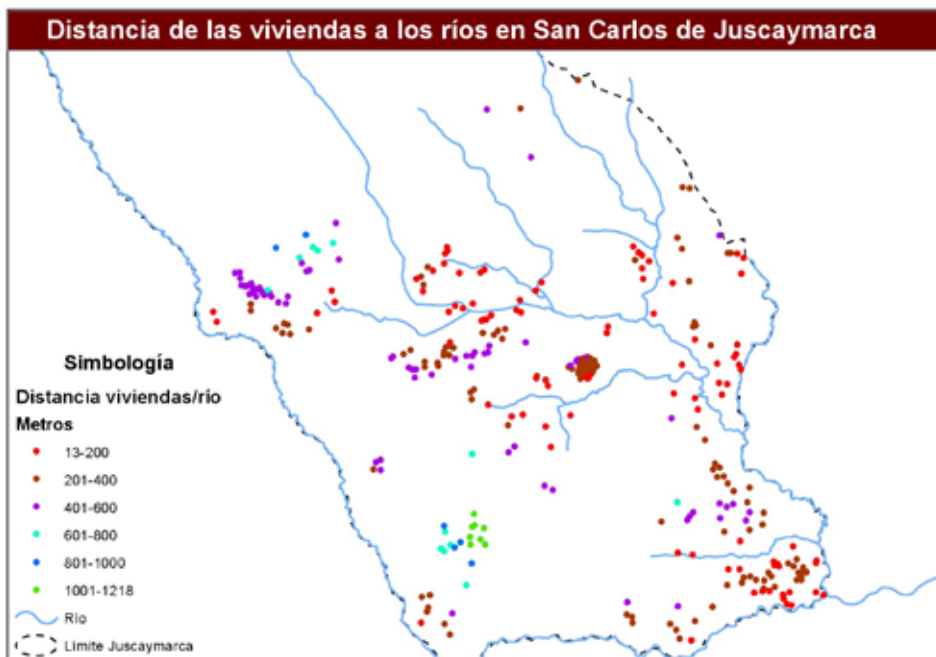 Distancia de las viviendas a los ríos en San Carlos de Juscaymarca
Simbología
Distancia viviendas/río
Metros
13-200
201-400
401-600
601-800
801-1000
1001-1218
Río
Limite Juscaymarca